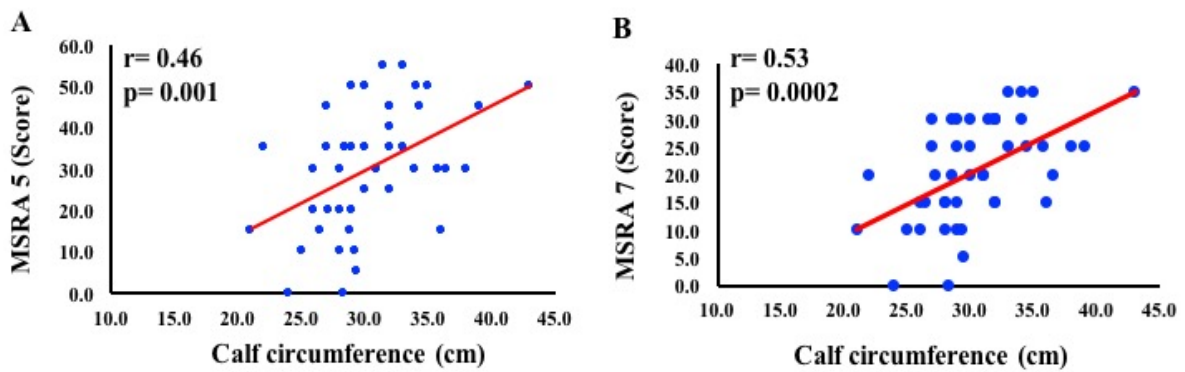 A
r= 0.46
p= 0.001
MSRA 5 (Score)
60.0
50.0
40.0
30.0
20.0
10.0
0.0
10.0 15.0 20.0 25.0 30.0 35.0 40.0 45.0
Calf circumference (cm)
B
r= 0.53
p= 0.0002
MSRA 7 (Score)
40.0
35.0
30.0
25.0
20.0
15.0
10.0
5.0
0.0
10.0 15.0 20.0 25.0 30.0 35.0 40.0 45.0
Calf circumference (cm)